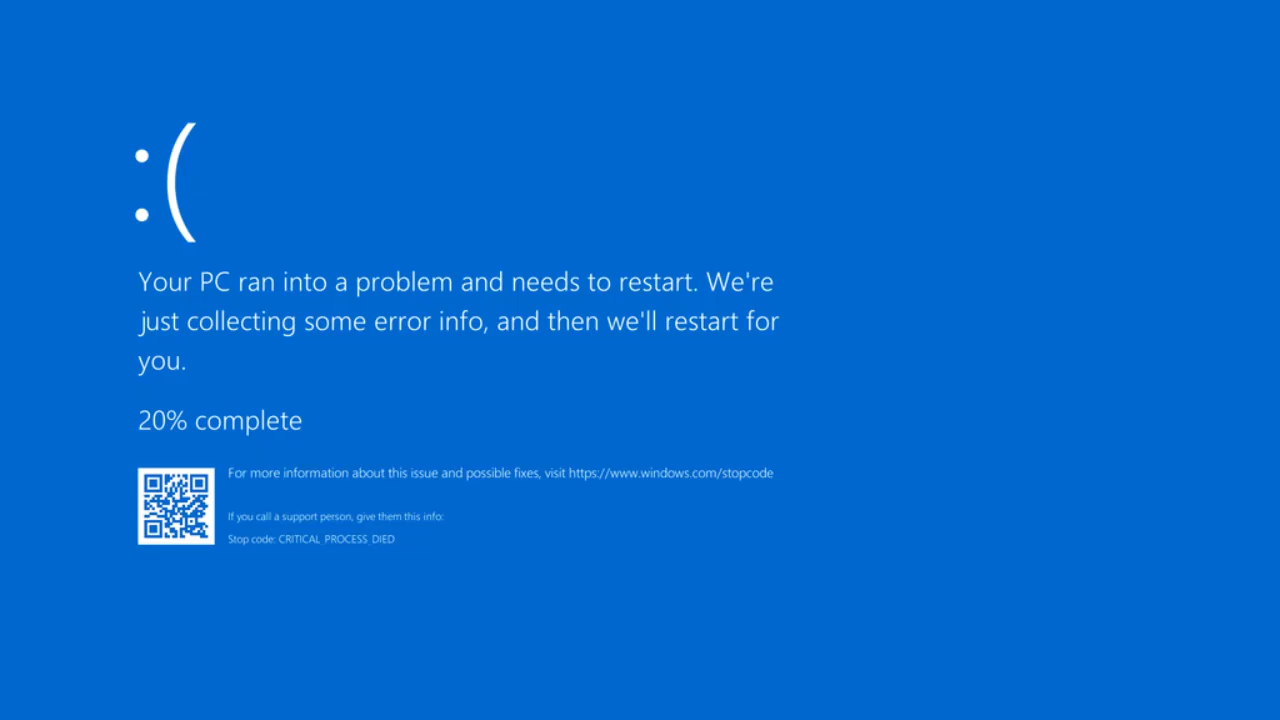 :(
Your PC ran into a problem and needs to restart. We're
just collecting some error info, and then we'll restart for
you.
20% complete
For more information about this issue and possible fixes, visit https://www.windows.com/stopcode
If you call a support person, give them this info:
Stop code: CRITICAL_PROCESS_DIED